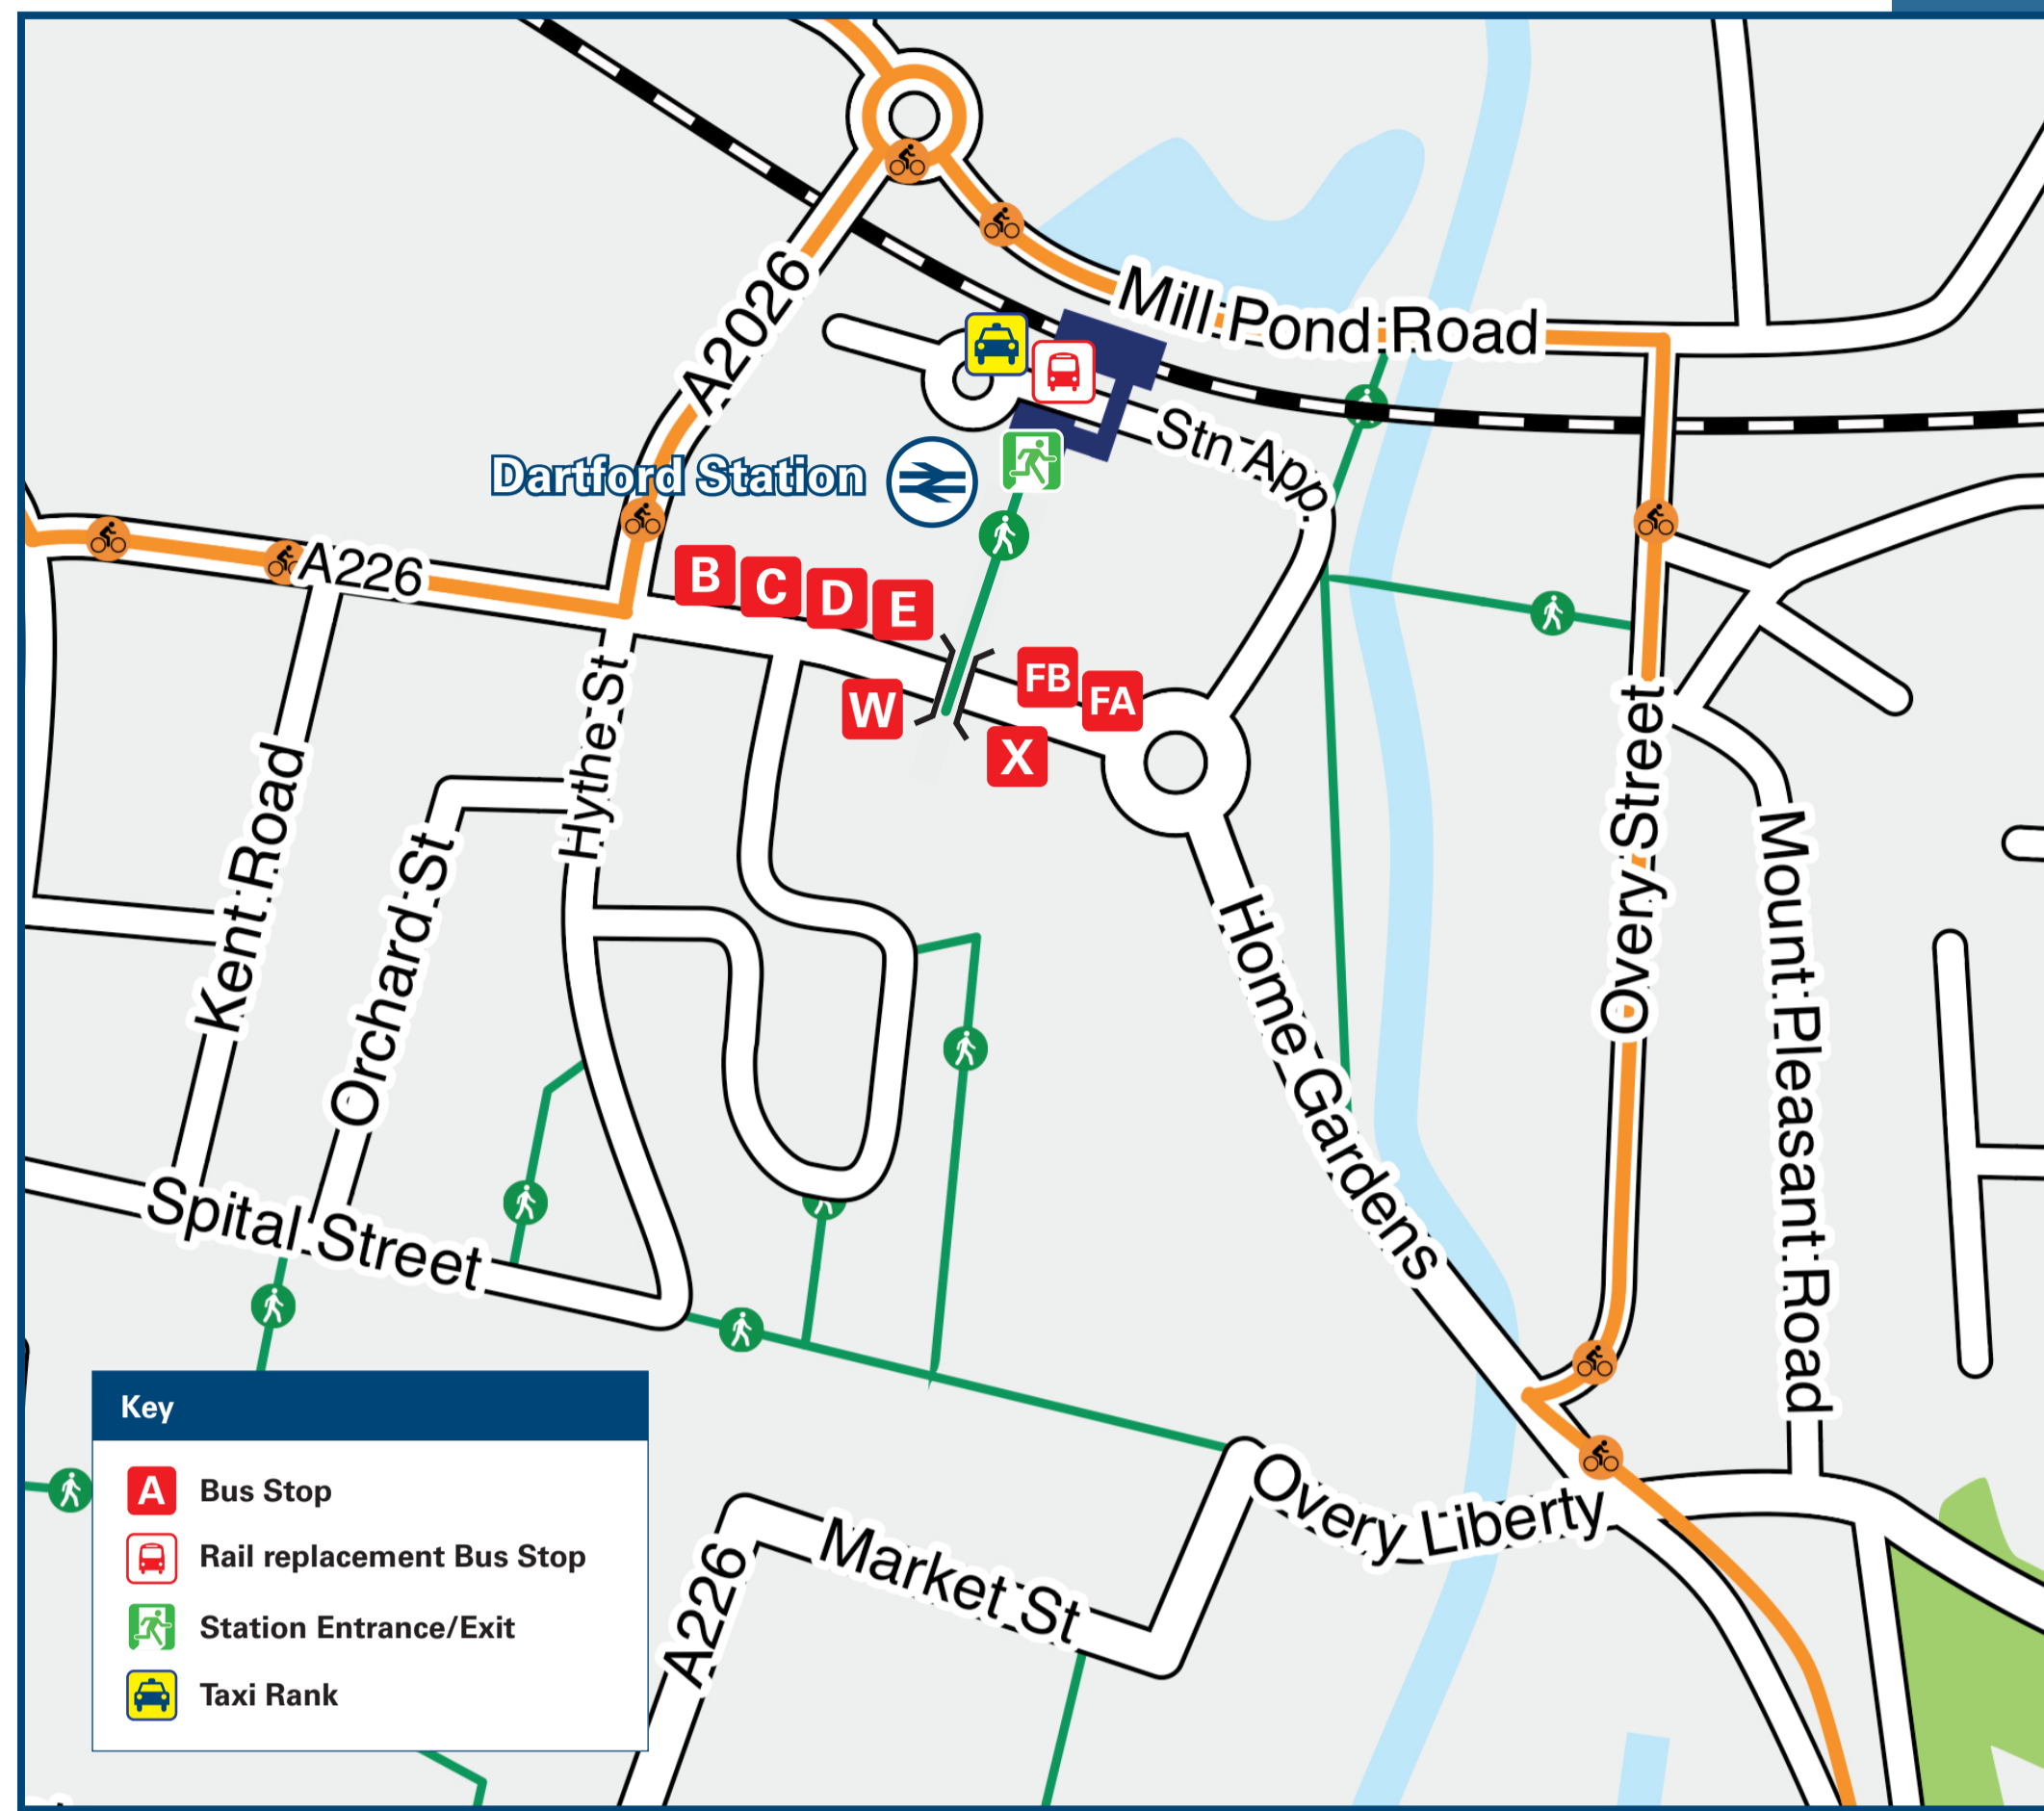 Mill Pond Road
A2026
Stn App.
Dartford Station
A226
B
C
D
E
FB
FA
W
X
Hythe St
Kent Road
Orchard St
Overy Street
Mount Pleasant Road
Home Gardens
Spital Street
Overy Liberty
Market St
A226
Key
A Bus Stop
Rail replacement Bus Stop
Station Entrance/Exit
Taxi Rank